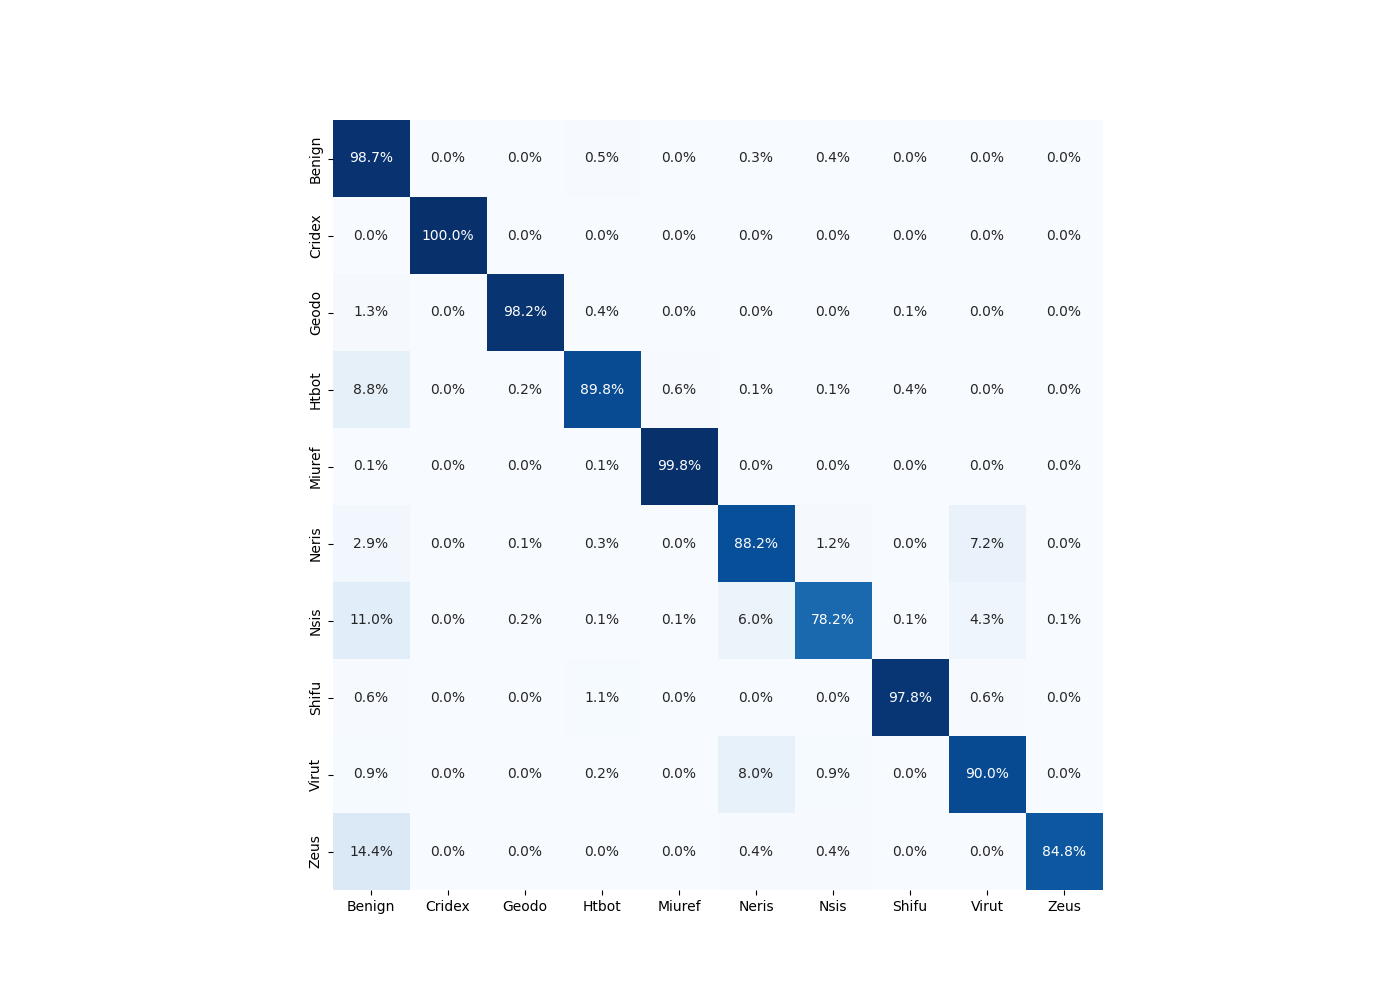 Benign 98.7% 0.0% 0.0% 0.5% 0.0% 0.3% 0.4% 0.0% 0.0% 0.0%
Cridex 0.0% 100.0% 0.0% 0.0% 0.0% 0.0% 0.0% 0.0% 0.0% 0.0%
Geodo 1.3% 0.0% 98.2% 0.4% 0.0% 0.0% 0.0% 0.1% 0.0% 0.0%
Htbot 8.8% 0.0% 0.2% 89.8% 0.6% 0.1% 0.1% 0.4% 0.0% 0.0%
Miuref 0.1% 0.0% 0.0% 0.1% 99.8% 0.0% 0.0% 0.0% 0.0% 0.0%
Neris 2.9% 0.0% 0.1% 0.3% 0.0% 88.2% 1.2% 0.0% 7.2% 0.0%
Nsis 11.0% 0.0% 0.2% 0.1% 0.1% 6.0% 78.2% 0.1% 4.3% 0.1%
Shifu 0.6% 0.0% 0.0% 1.1% 0.0% 0.0% 0.0% 97.8% 0.6% 0.0%
Virut 0.9% 0.0% 0.0% 0.2% 0.0% 8.0% 0.9% 0.0% 90.0% 0.0%
Zeus 14.4% 0.0% 0.0% 0.0% 0.0% 0.4% 0.4% 0.0% 0.0% 84.8%
Benign Cridex Geodo Htbot Miuref Neris Nsis Shifu Virut Zeus